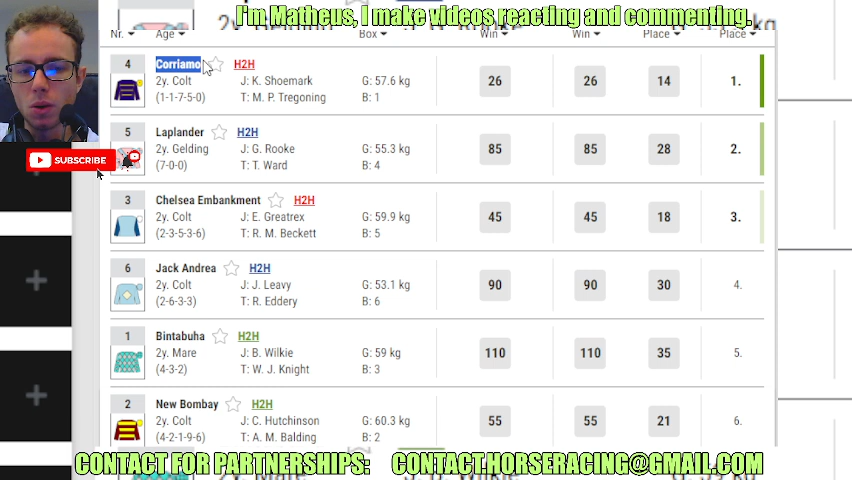 I'm Matheus, I make videos reacting and commenting.
Nr. Age Box Win Win Place Place
4 Corriamo H2H
2y. Colt J: K. Shoemark G: 57.6 kg 26 26 14 1.
(1-1-7-5-0) T: M. P. Tregoning B: 1
5 Laplander H2H
2y. Gelding J: G. Rooke G: 55.3 kg 85 85 28 2.
(7-0-0) T: T. Ward B: 4
SUBSCRIBE
3 Chelsea Embankment H2H
2y. Colt J: E. Greatrex G: 59.9 kg 45 45 18 3.
(2-3-5-3-6) T: R. M. Beckett B: 5
6 Jack Andrea H2H
2y. Colt J: J. Leavy G: 53.1 kg 90 90 30 4.
(2-6-3-3) T: R. Eddery B: 6
1 Bintabuha H2H
2y. Mare J: B. Wilkie G: 59 kg 110 110 35 5.
(4-3-2) T: W. J. Knight B: 3
2 New Bombay H2H
2y. Colt J: C. Hutchinson G: 60.3 kg 55 55 21 6.
(4-2-1-9-6) T: A. M. Balding B: 2
CONTACT FOR PARTNERSHIPS: CONTACT.HORSERACING@GMAIL.COM